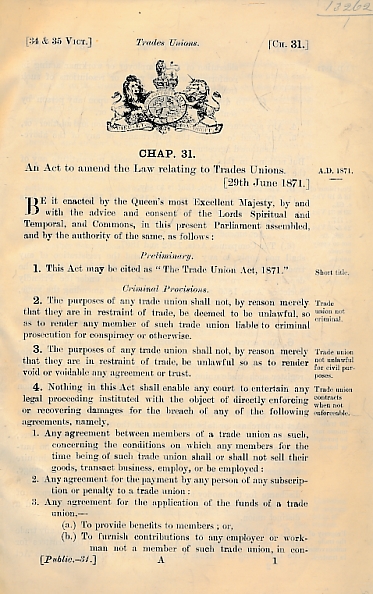 13262
[34 & 35 VICT.] Trades Unions. [CH. 31.]
CHAP. 31.
An Act to amend the Law relating to Trades Unions. A.D. 1871.
[29th June 1871.]
BE it enacted by the Queen's most Excellent Majesty, by and
with the advice and consent of the Lords Spiritual and
Temporal, and Commons, in this present Parliament assembled,
and by the authority of the same, as follows:
Preliminary.
1. This Act may be cited as "The Trade Union Act, 1871." Short title.
Criminal Provisions.
2. The purposes of any trade union shall not, by reason merely Trade
that they are in restraint of trade, be deemed to be unlawful, so union not
as to render any member of such trade union liable to criminal criminal.
prosecution for conspiracy or otherwise.
3. The purposes of any trade union shall not, by reason merely Trade union
that they are in restraint of trade, be unlawful so as to render not unlawful
void or voidable any agreement or trust. for civil pur-
poses.
4. Nothing in this Act shall enable any court to entertain any Trade union
legal proceeding instituted with the object of directly enforcing contracts
or recovering damages for the breach of any of the following when not
agreements, namely, enforceable.
1. Any agreement between members of a trade union as such,
concerning the conditions on which any members for the
time being of such trade union shall or shall not sell their
goods, transact business, employ, or be employed:
2. Any agreement for the payment by any person of any subscrip-
tion or penalty to a trade union:
3. Any agreement for the application of the funds of a trade
union,—
(a.) To provide benefits to members; or,
(b.) To furnish contributions to any employer or work-
man not a member of such trade union, in con-
[Public.-31.] A 1